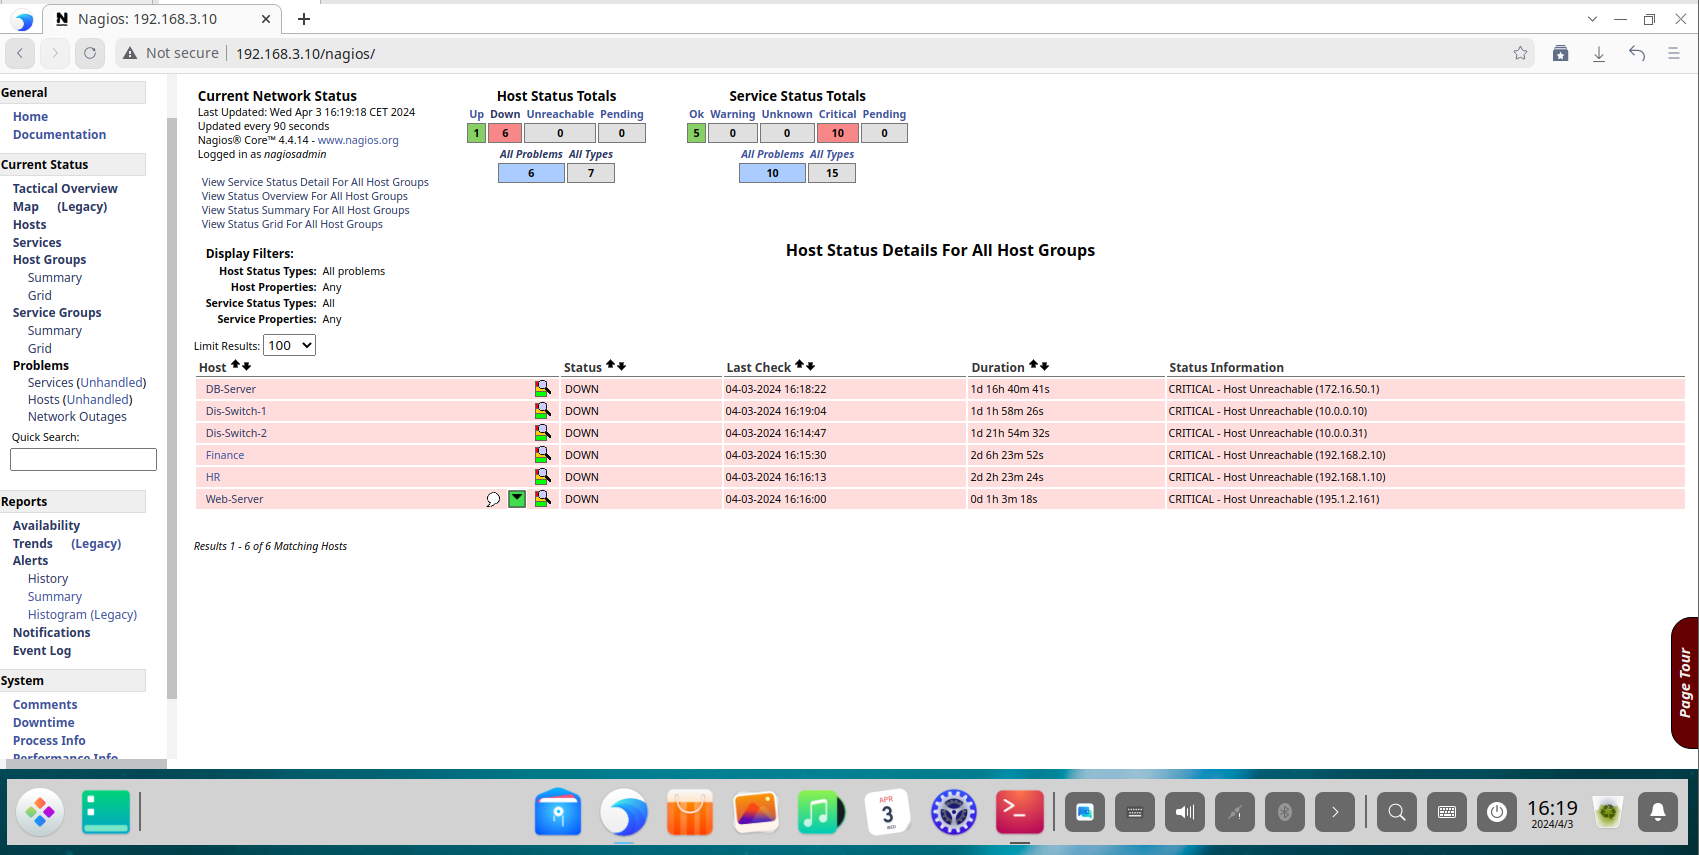 Nagios: 192.168.3.10
Not secure 192.168.3.10/nagios/
General
Home
Documentation
Current Status
Tactical Overview
Map (Legacy)
Hosts
Services
Host Groups
Summary
Grid
Service Groups
Summary
Grid
Problems
Services (Unhandled)
Hosts (Unhandled)
Network Outages
Quick Search:
Reports
Availability
Trends (Legacy)
Alerts
History
Summary
Histogram (Legacy)
Notifications
Event Log
System
Comments
Downtime
Process Info
Performance Info
Current Network Status
Last Updated: Wed Apr 3 16:19:18 CET 2024
Updated every 90 seconds
Nagios® Core™ 4.4.14 - www.nagios.org
Logged in as nagiosadmin
View Service Status Detail For All Host Groups
View Status Overview For All Host Groups
View Status Summary For All Host Groups
View Status Grid For All Host Groups
Host Status Totals
Up Down Unreachable Pending
1 6 0 0
All Problems All Types
6 7
Service Status Totals
Ok Warning Unknown Critical Pending
5 0 0 10 0
All Problems All Types
10 15
Display Filters:
Host Status Types: All problems
Host Properties: Any
Service Status Types: All
Service Properties: Any
Host Status Details For All Host Groups
Limit Results: 100
Host Status Last Check Duration Status Information
DB-Server DOWN 04-03-2024 16:18:22 1d 16h 40m 41s CRITICAL - Host Unreachable (172.16.50.1)
Dis-Switch-1 DOWN 04-03-2024 16:19:04 1d 1h 58m 26s CRITICAL - Host Unreachable (10.0.0.10)
Dis-Switch-2 DOWN 04-03-2024 16:14:47 1d 21h 54m 32s CRITICAL - Host Unreachable (10.0.0.31)
Finance DOWN 04-03-2024 16:15:30 2d 6h 23m 52s CRITICAL - Host Unreachable (192.168.2.10)
HR DOWN 04-03-2024 16:16:13 2d 2h 23m 24s CRITICAL - Host Unreachable (192.168.1.10)
Web-Server DOWN 04-03-2024 16:16:00 0d 1h 3m 18s CRITICAL - Host Unreachable (195.1.2.161)
Results 1 - 6 of 6 Matching Hosts
Page Tour
APR
3
WED
16:19
2024/4/3